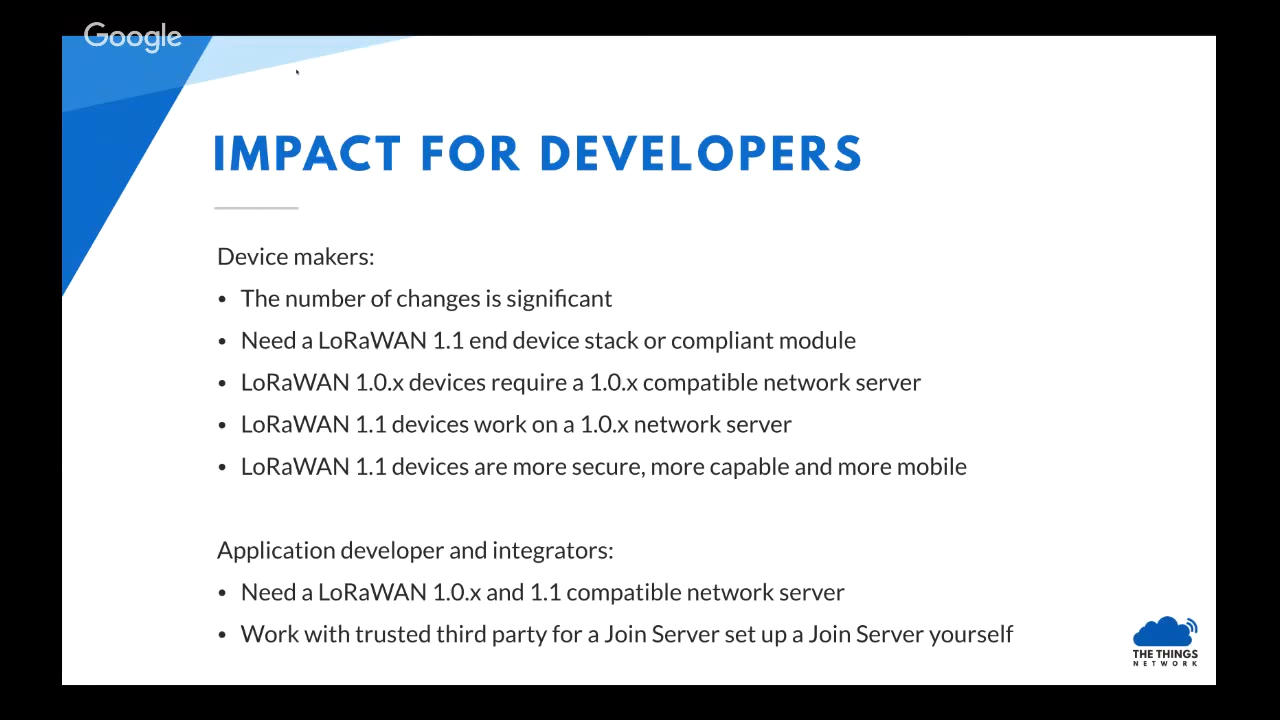 Google
IMPACT FOR DEVELOPERS
Device makers:
• The number of changes is significant
• Need a LoRaWAN 1.1 end device stack or compliant module
• LoRaWAN 1.0.x devices require a 1.0.x compatible network server
• LoRaWAN 1.1 devices work on a 1.0.x network server
• LoRaWAN 1.1 devices are more secure, more capable and more mobile
Application developer and integrators:
• Need a LoRaWAN 1.0.x and 1.1 compatible network server
• Work with trusted third party for a Join Server set up a Join Server yourself
THE THINGS
NETWORK